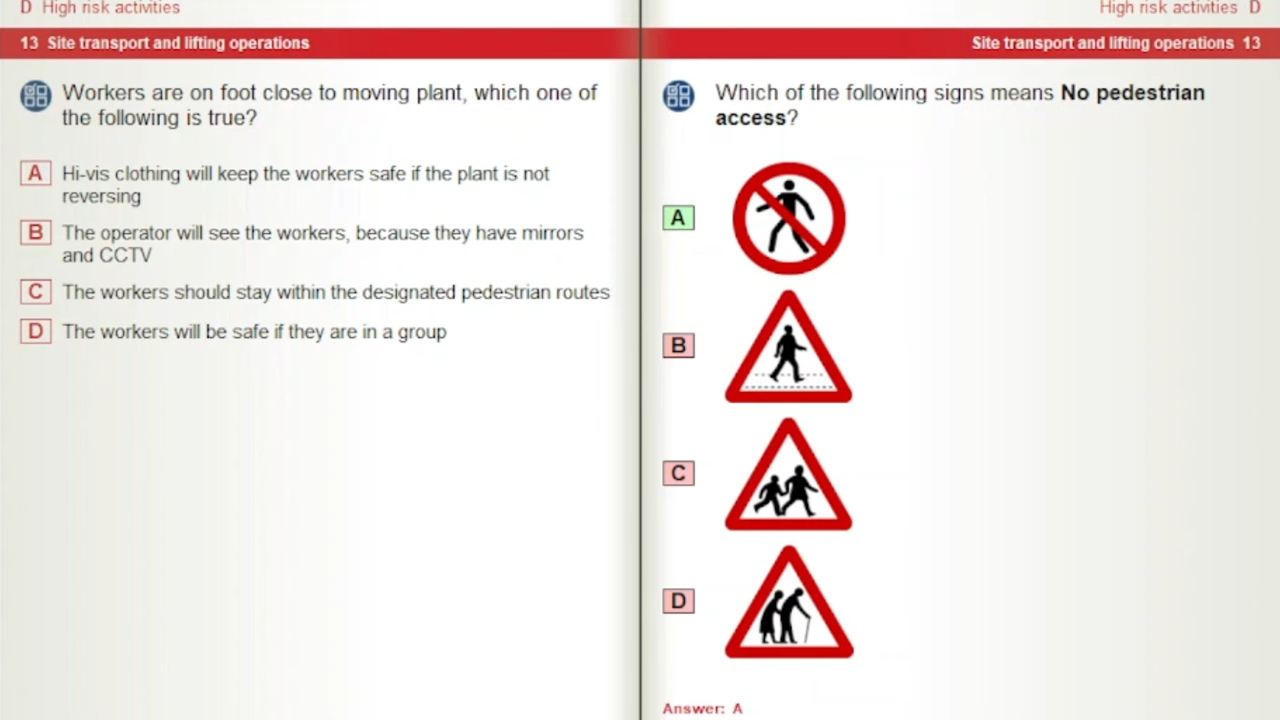 D High risk activities
13 Site transport and lifting operations
Workers are on foot close to moving plant, which one of
the following is true?
A Hi-vis clothing will keep the workers safe if the plant is not
reversing
B The operator will see the workers, because they have mirrors
and CCTV
C The workers should stay within the designated pedestrian routes
D The workers will be safe if they are in a group
High risk activities D
Site transport and lifting operations 13
Which of the following signs means No pedestrian
access?
A
B
C
D
Answer: A